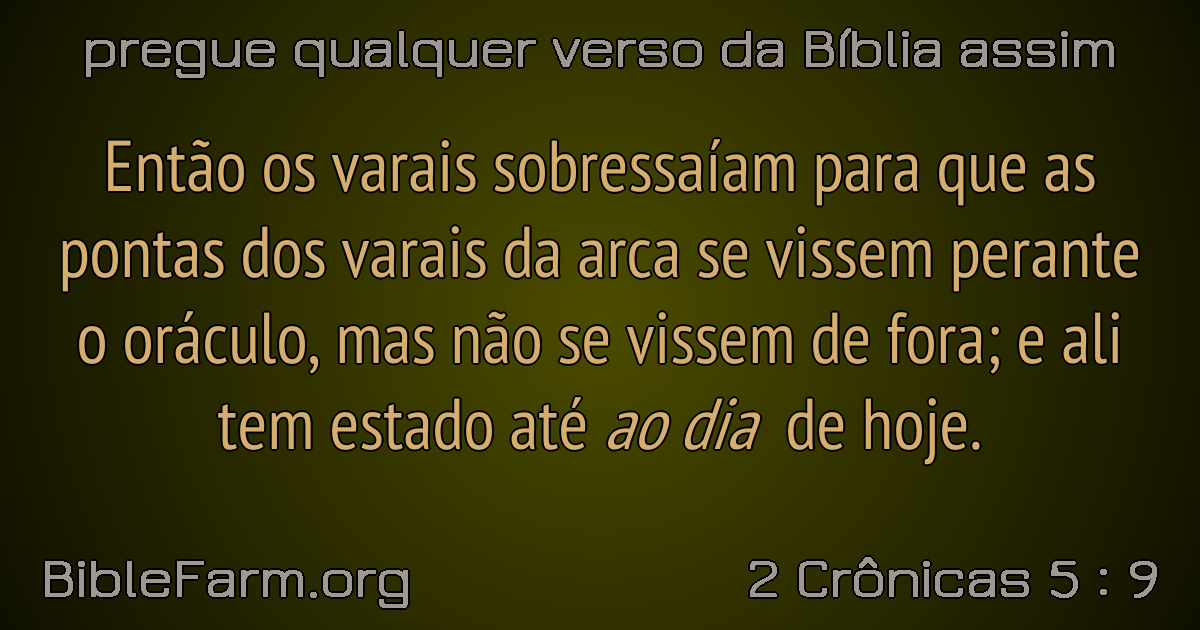 pregue qualquer verso da Bíblia assim
Então os varais sobressaíam para que as
pontas dos varais da arca se vissem perante
o oráculo, mas não se vissem de fora; e ali
tem estado até ao dia de hoje.
BibleFarm.org
2 Crônicas 5 : 9